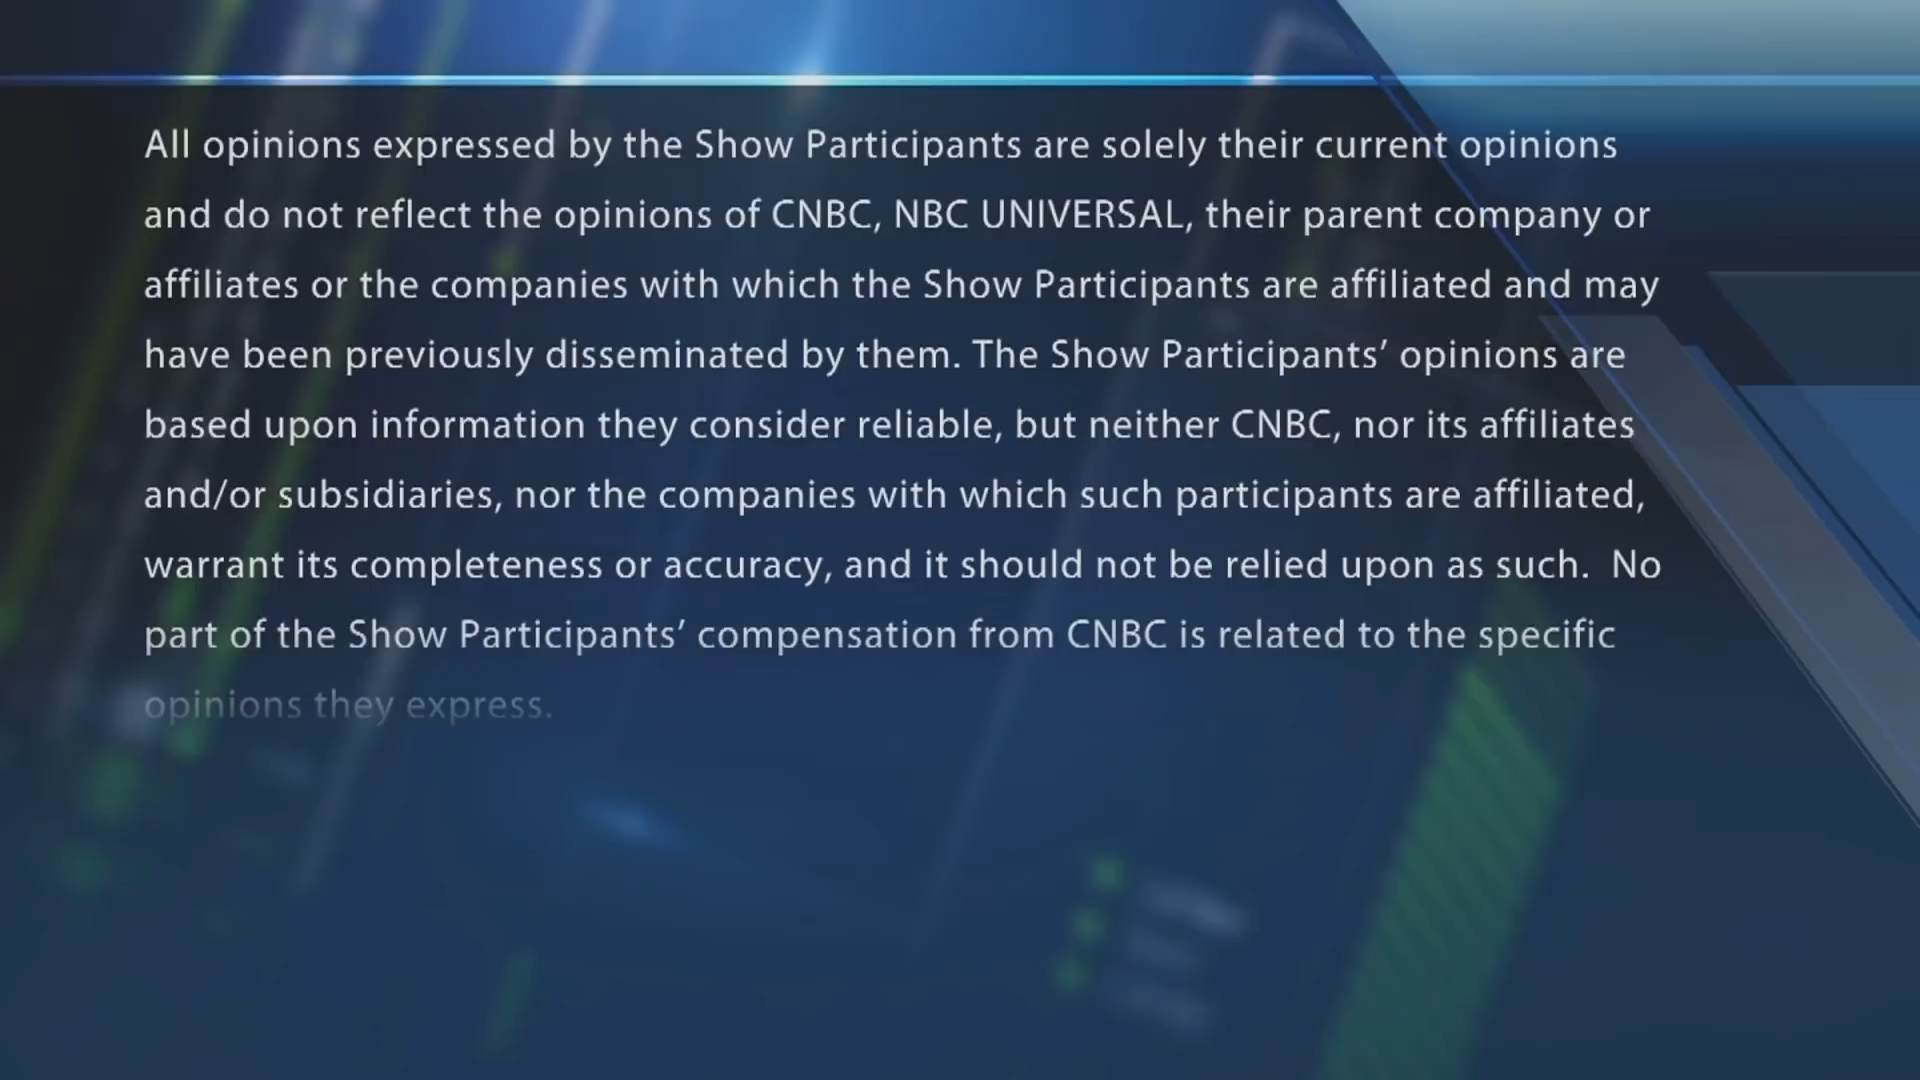 All opinions expressed by the Show Participants are solely their current opinions
and do not reflect the opinions of CNBC, NBC UNIVERSAL, their parent company or
affiliates or the companies with which the Show Participants are affiliated and may
have been previously disseminated by them. The Show Participants’ opinions are
based upon information they consider reliable, but neither CNBC, nor its affiliates
and/or subsidiaries, nor the companies with which such participants are affiliated,
warrant its completeness or accuracy, and it should not be relied upon as such.  No
part of the Show Participants’ compensation from CNBC is related to the specific
opinions they express.